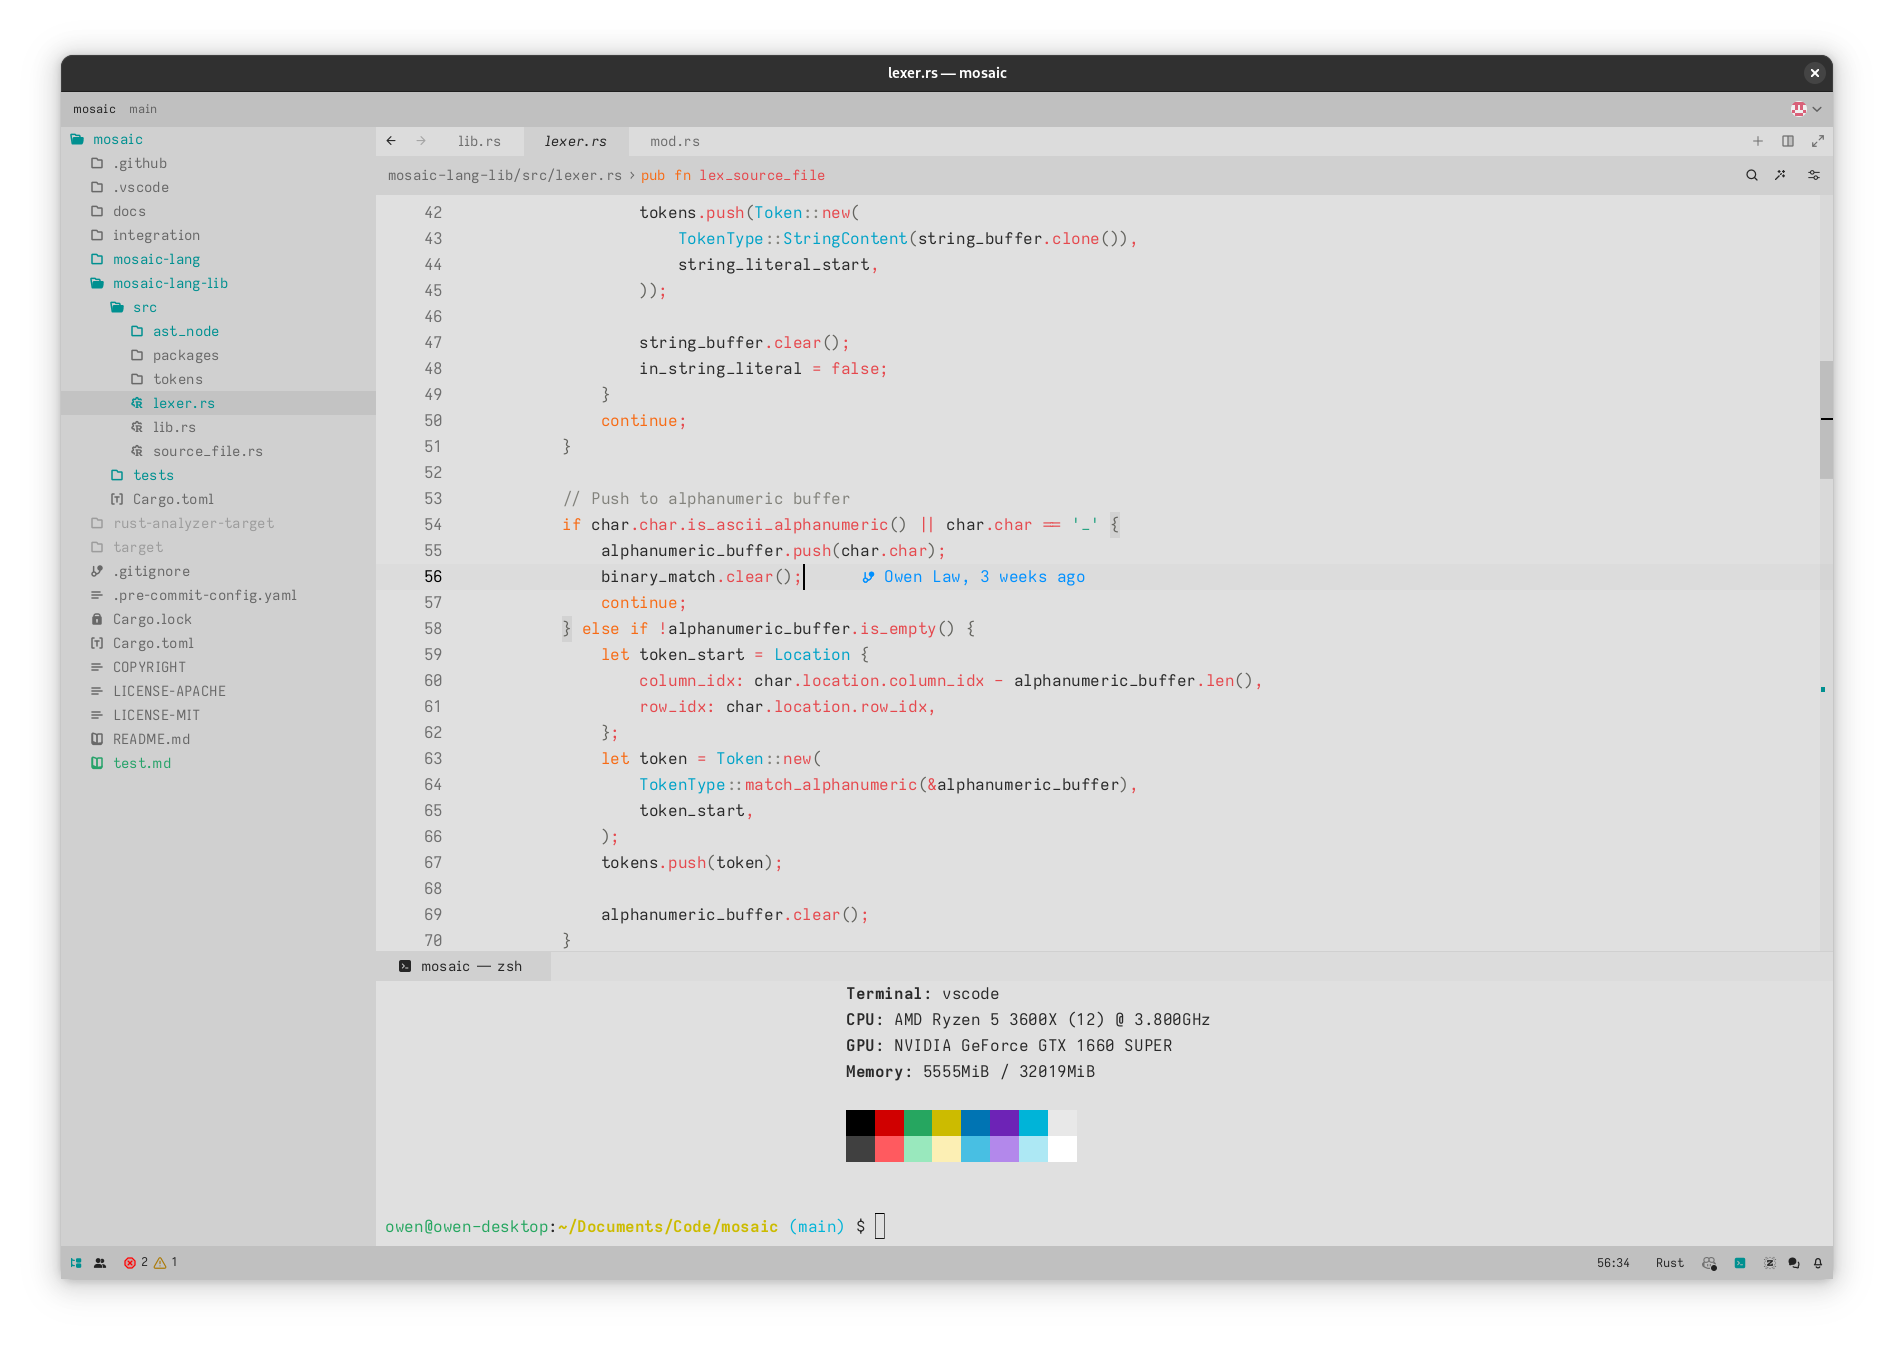 lexer.rs — mosaic
mosaic main
mosaic
.github
.vscode
docs
integration
mosaic-lang
mosaic-lang-lib
src
ast_node
packages
tokens
lexer.rs
lib.rs
source_file.rs
tests
Cargo.toml
rust-analyzer-target
target
.gitignore
.pre-commit-config.yaml
Cargo.lock
Cargo.toml
COPYRIGHT
LICENSE-APACHE
LICENSE-MIT
README.md
test.md
lib.rs lexer.rs mod.rs
mosaic-lang-lib/src/lexer.rs › pub fn lex_source_file
42 tokens.push(Token::new(
43 TokenType::StringContent(string_buffer.clone()),
44 string_literal_start,
45 ));
46
47 string_buffer.clear();
48 in_string_literal = false;
49 }
50 continue;
51 }
52
53 // Push to alphanumeric buffer
54 if char.char.is_ascii_alphanumeric() || char.char == '_' {
55 alphanumeric_buffer.push(char.char);
56 binary_match.clear(); Owen Law, 3 weeks ago
57 continue;
58 } else if !alphanumeric_buffer.is_empty() {
59 let token_start = Location {
60 column_idx: char.location.column_idx - alphanumeric_buffer.len(),
61 row_idx: char.location.row_idx,
62 };
63 let token = Token::new(
64 TokenType::match_alphanumeric(&alphanumeric_buffer),
65 token_start,
66 );
67 tokens.push(token);
68
69 alphanumeric_buffer.clear();
70 }
mosaic — zsh
Terminal: vscode
CPU: AMD Ryzen 5 3600X (12) @ 3.800GHz
GPU: NVIDIA GeForce GTX 1660 SUPER
Memory: 5555MiB / 32019MiB
owen@owen-desktop:~/Documents/Code/mosaic (main) $
2 1
56:34 Rust